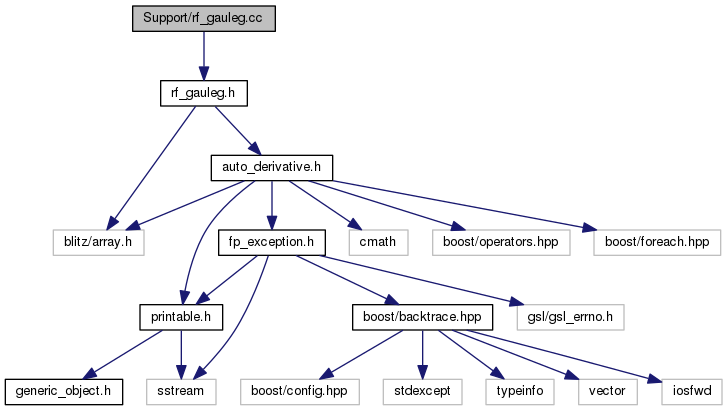 Support/rf_gauleg.cc
rf_gauleg.h
auto_derivative.h
blitz/array.h
fp_exception.h
cmath
boost/operators.hpp
boost/foreach.hpp
printable.h
boost/backtrace.hpp
gsl/gsl_errno.h
generic_object.h
sstream
boost/config.hpp
stdexcept
typeinfo
vector
iosfwd